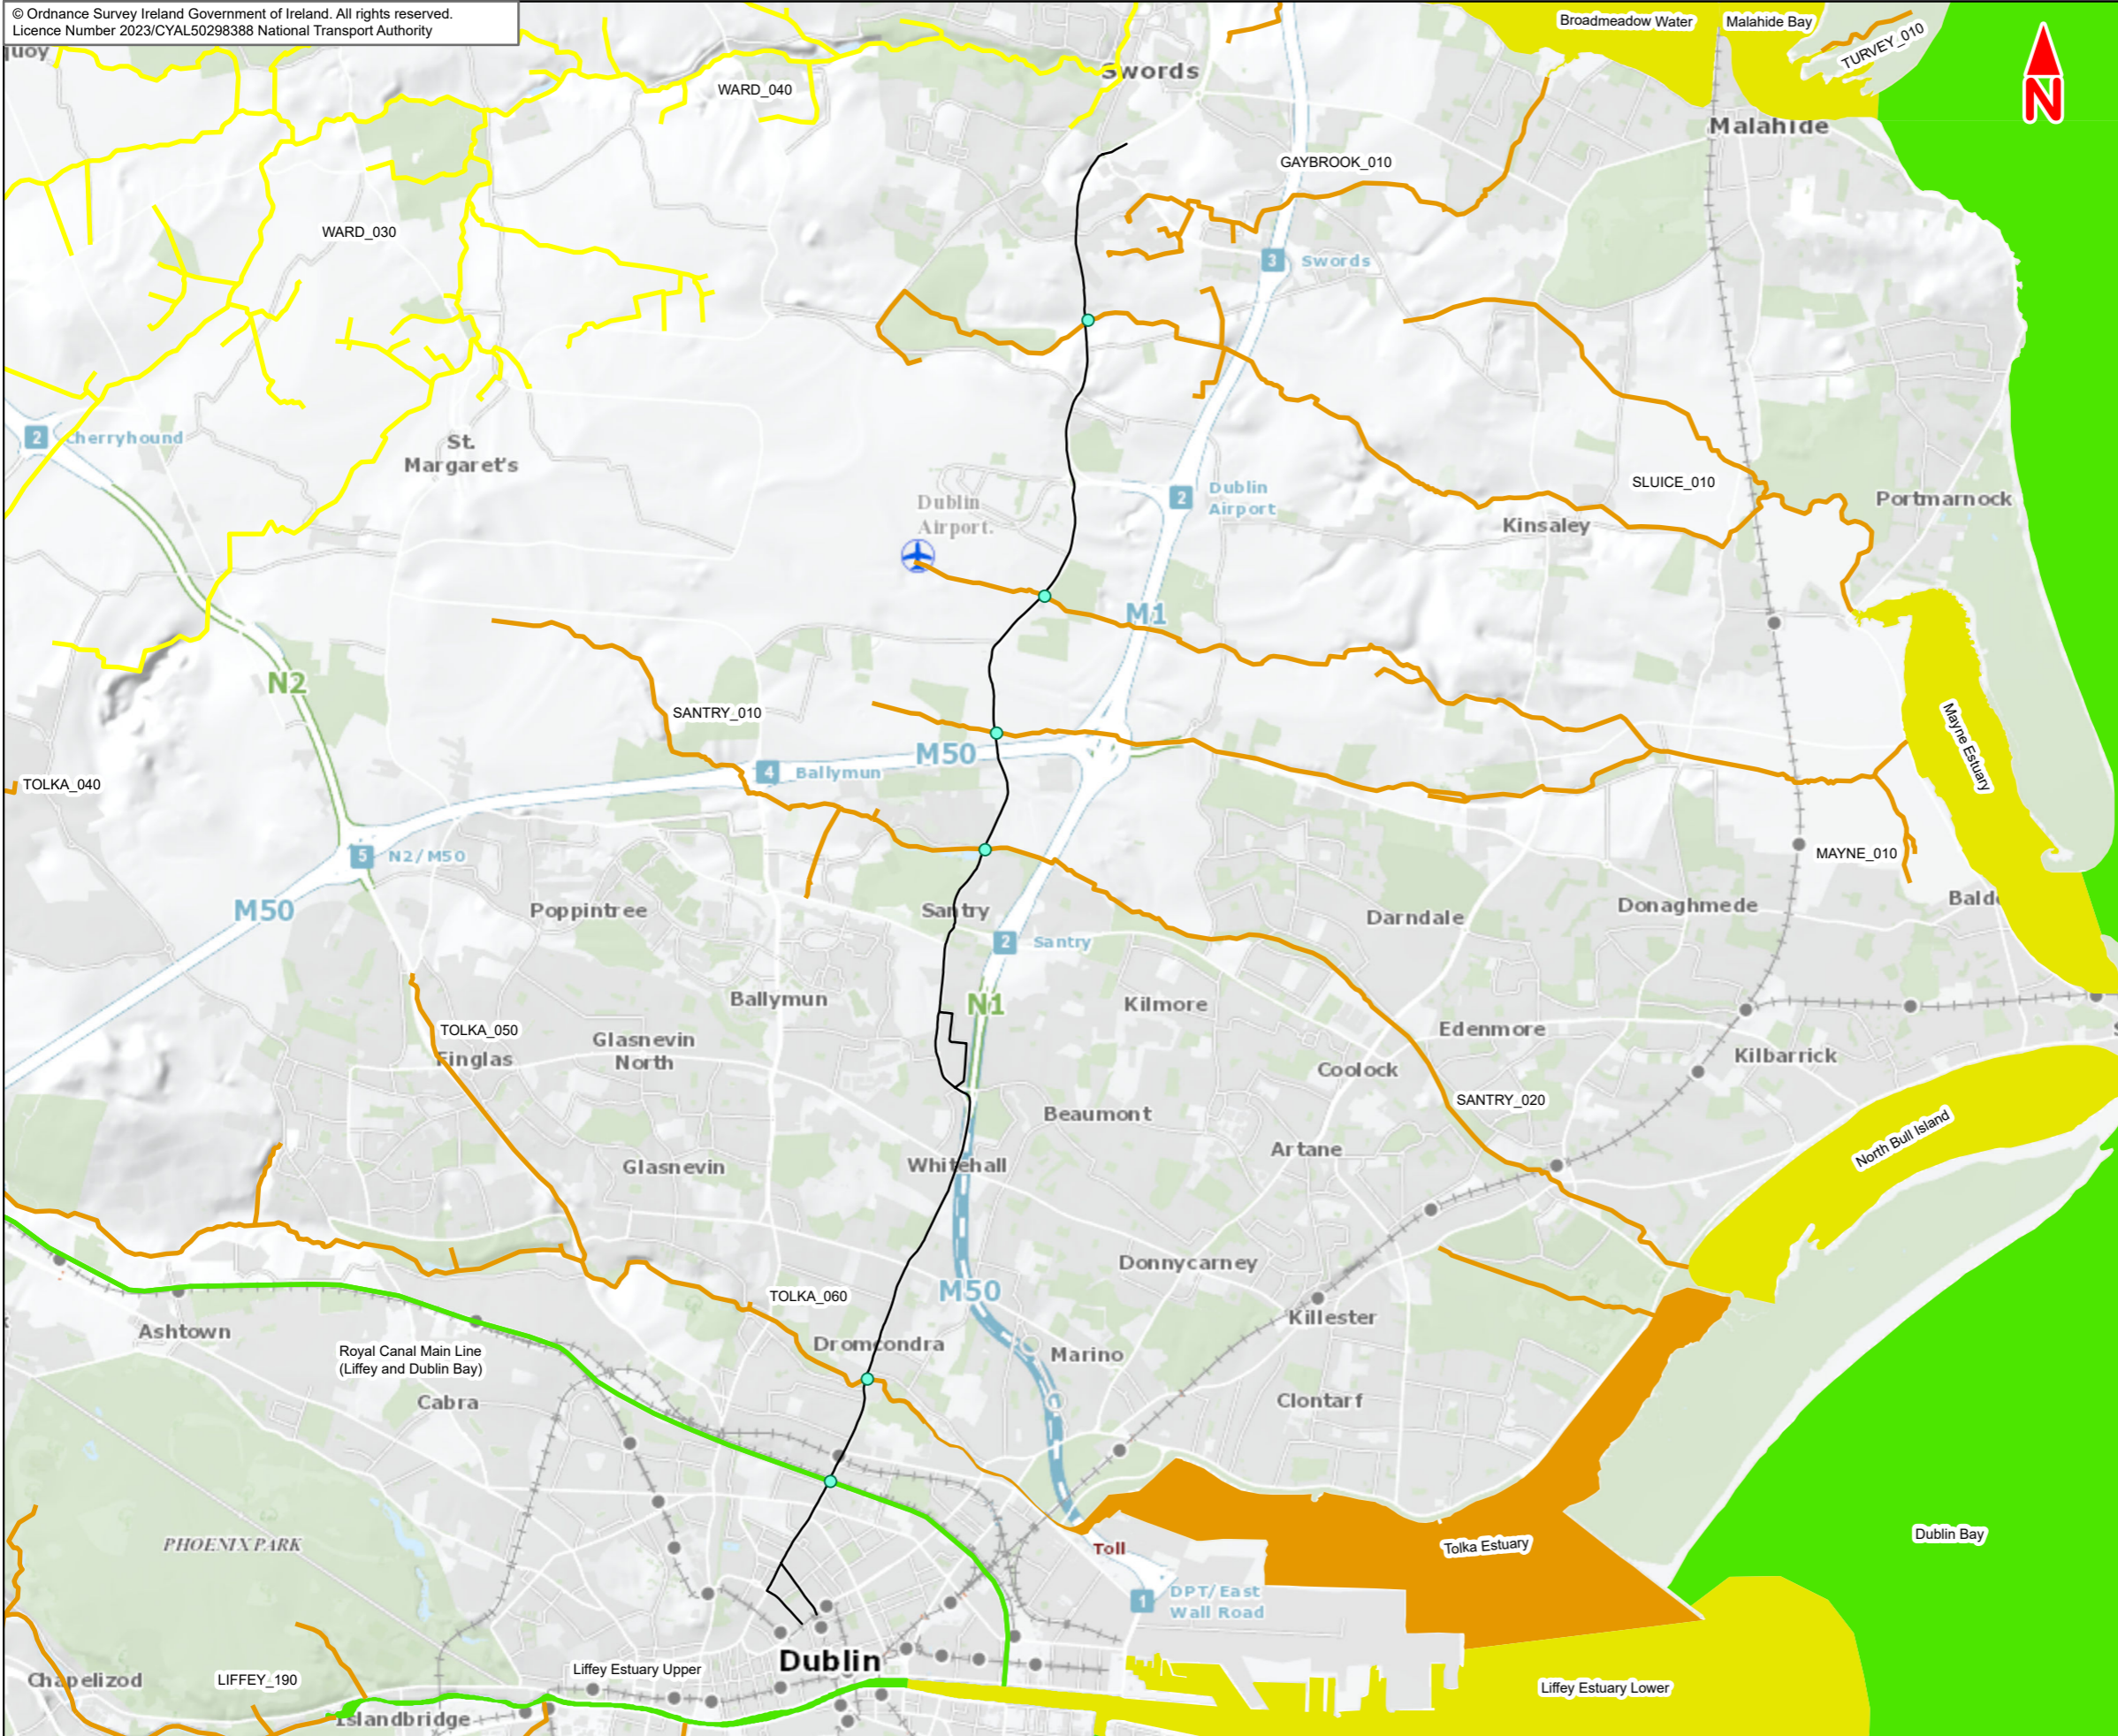 © Ordnance Survey Ireland Government of Ireland. All rights reserved.
Licence Number 2023/CYAL50298388 National Transport Authority
Broadmeadow Water
Malahide Bay
TURVEY_010
N
Swords
WARD_040
Malahide
GAYBROOK_010
WARD_030
3 Swords
2 Cherryhound
St.
Margaret's
SLUICE_010
2 Dublin
Airport
Dublin
Airport.
Portmarnock
Kinsaley
M1
N2
SANTRY_010
Mayne Estuary
M50
4 Ballymun
TOLKA_040
5 N2/M50
MAYNE_010
M50
Poppintree
Santry
Darndale
Donaghmede
2 Santry
Ballymun
N1
Kilmore
TOLKA_050
Finglas
Glasnevin
North
Edenmore
Kilbarrick
Coolock
Beaumont
SANTRY_020
North Bull Island
Artane
Glasnevin
Whitehall
Donnycarney
M50
TOLKA_060
Killester
Ashtown
Dromcondra
Royal Canal Main Line
(Liffey and Dublin Bay)
Marino
Cabra
Clontarf
PHOENIX PARK
Toll
Tolka Estuary
Dublin Bay
1 DPT/East
Wall Road
Dublin
Liffey Estuary Upper
Chapelizod
LIFFEY_190
Liffey Estuary Lower
Islandbridge